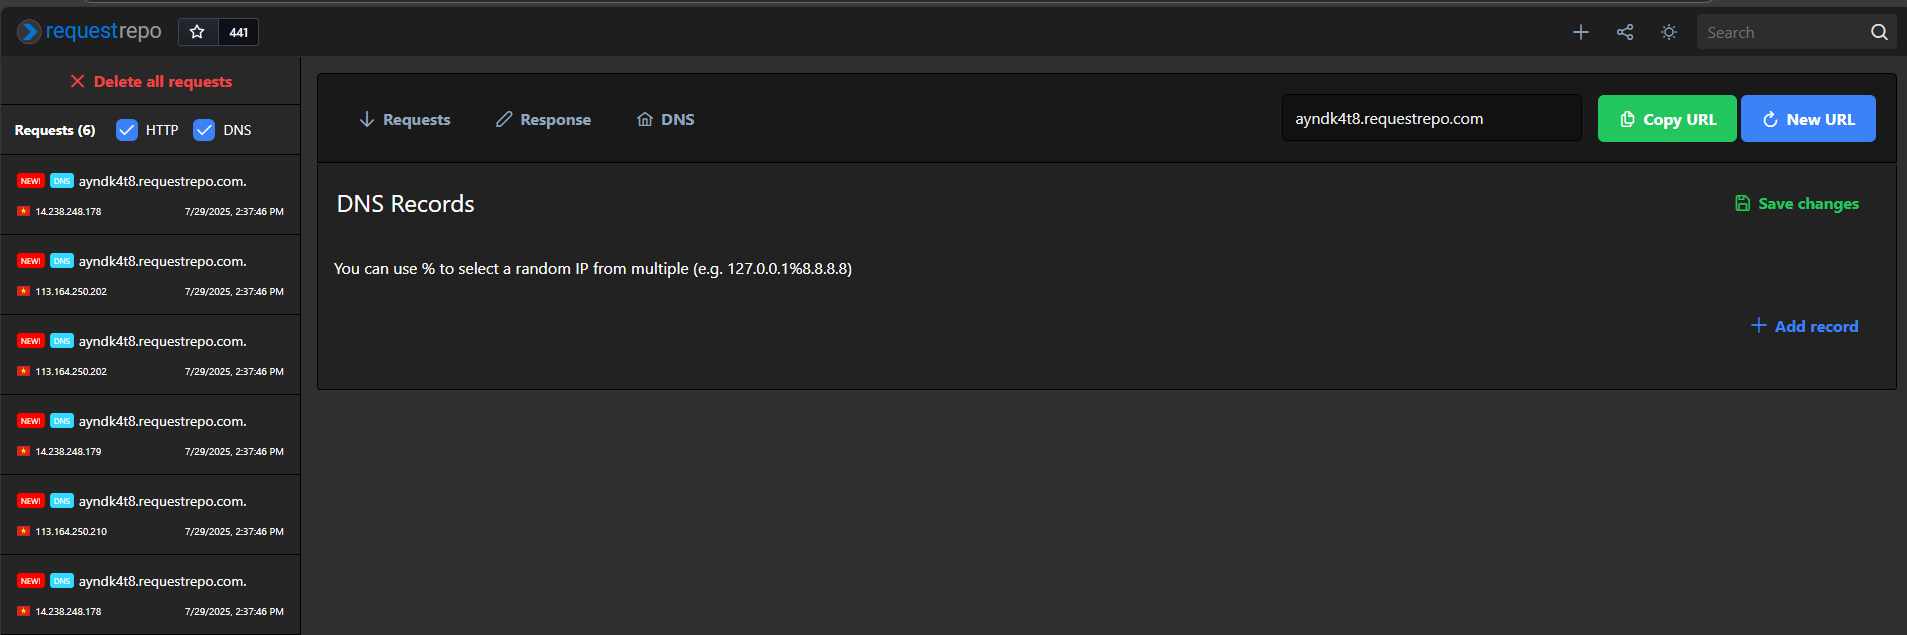 requestrepo
441
Search
Delete all requests
Requests (6) HTTP DNS
NEW! DNS ayndk4t8.requestrepo.com.
14.238.248.178 7/29/2025, 2:37:46 PM
NEW! DNS ayndk4t8.requestrepo.com.
113.164.250.202 7/29/2025, 2:37:46 PM
NEW! DNS ayndk4t8.requestrepo.com.
113.164.250.202 7/29/2025, 2:37:46 PM
NEW! DNS ayndk4t8.requestrepo.com.
14.238.248.179 7/29/2025, 2:37:46 PM
NEW! DNS ayndk4t8.requestrepo.com.
113.164.250.210 7/29/2025, 2:37:46 PM
NEW! DNS ayndk4t8.requestrepo.com.
14.238.248.178 7/29/2025, 2:37:46 PM
Requests Response DNS
ayndk4t8.requestrepo.com Copy URL New URL
DNS Records
Save changes
You can use % to select a random IP from multiple (e.g. 127.0.0.1%8.8.8.8)
Add record